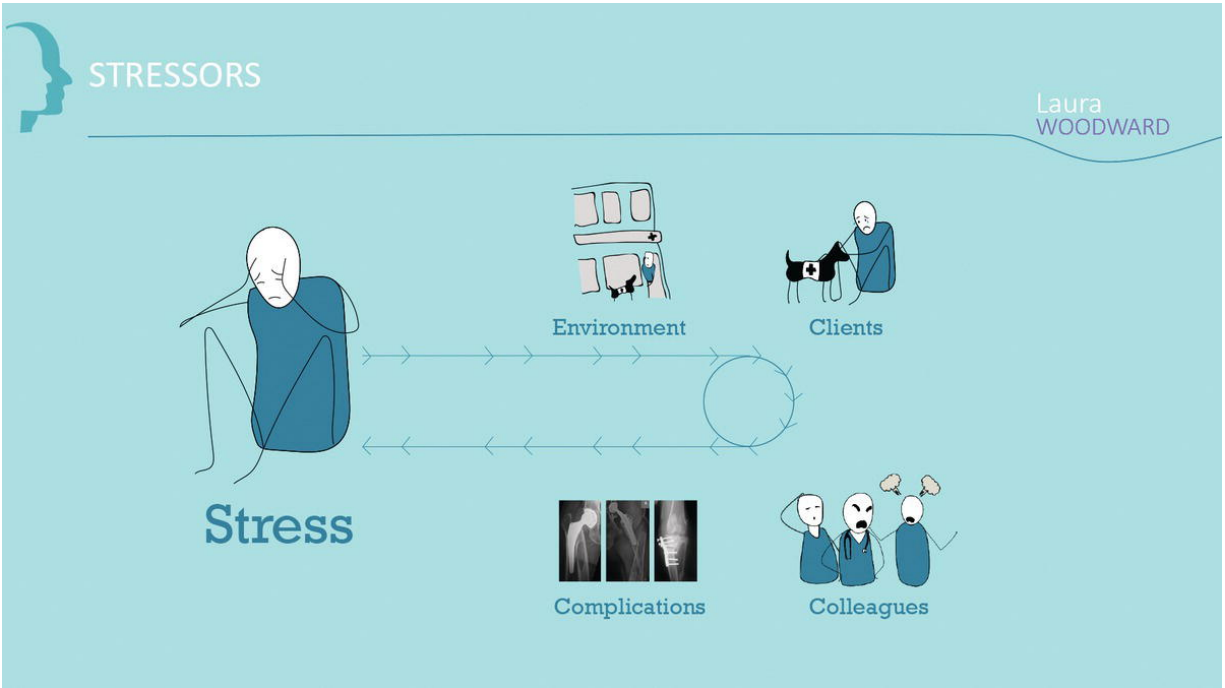 STRESSORS
Laura
WOODWARD
Environment
Clients
Stress
Complications
Colleagues